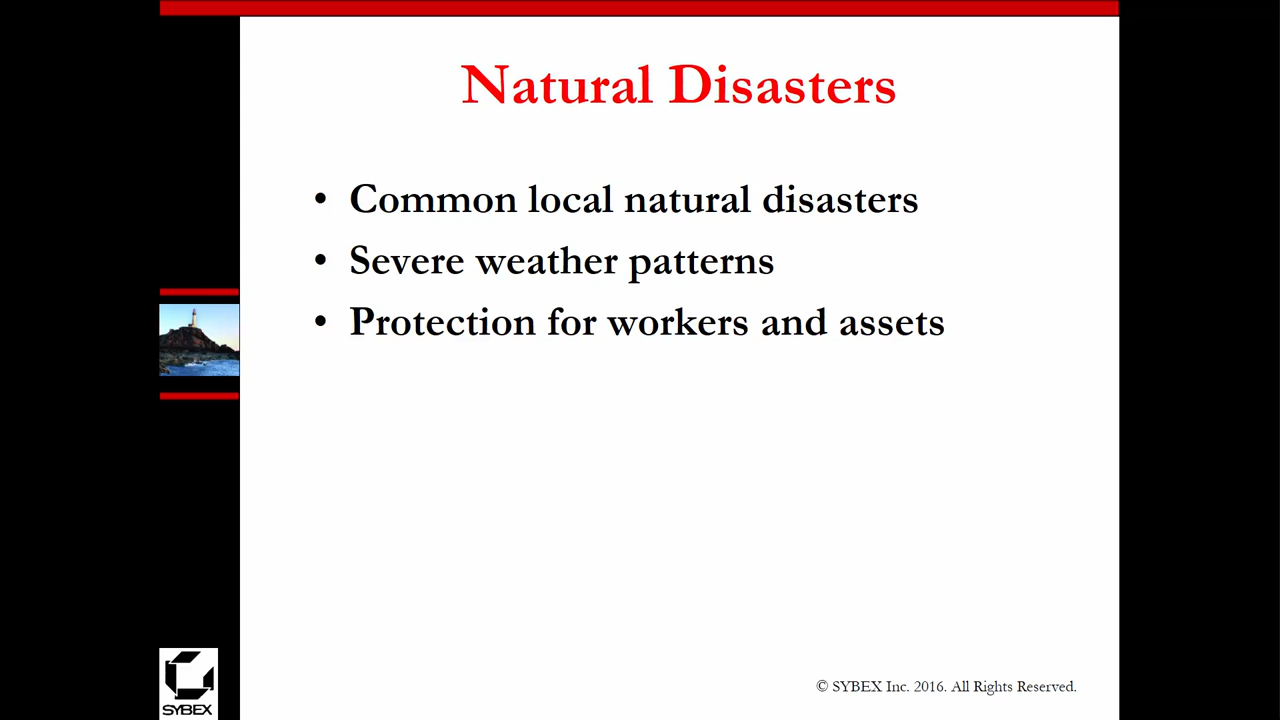 Natural Disasters
• Common local natural disasters
• Severe weather patterns
• Protection for workers and assets
© SYBEX Inc. 2016. All Rights Reserved.
SYBEX